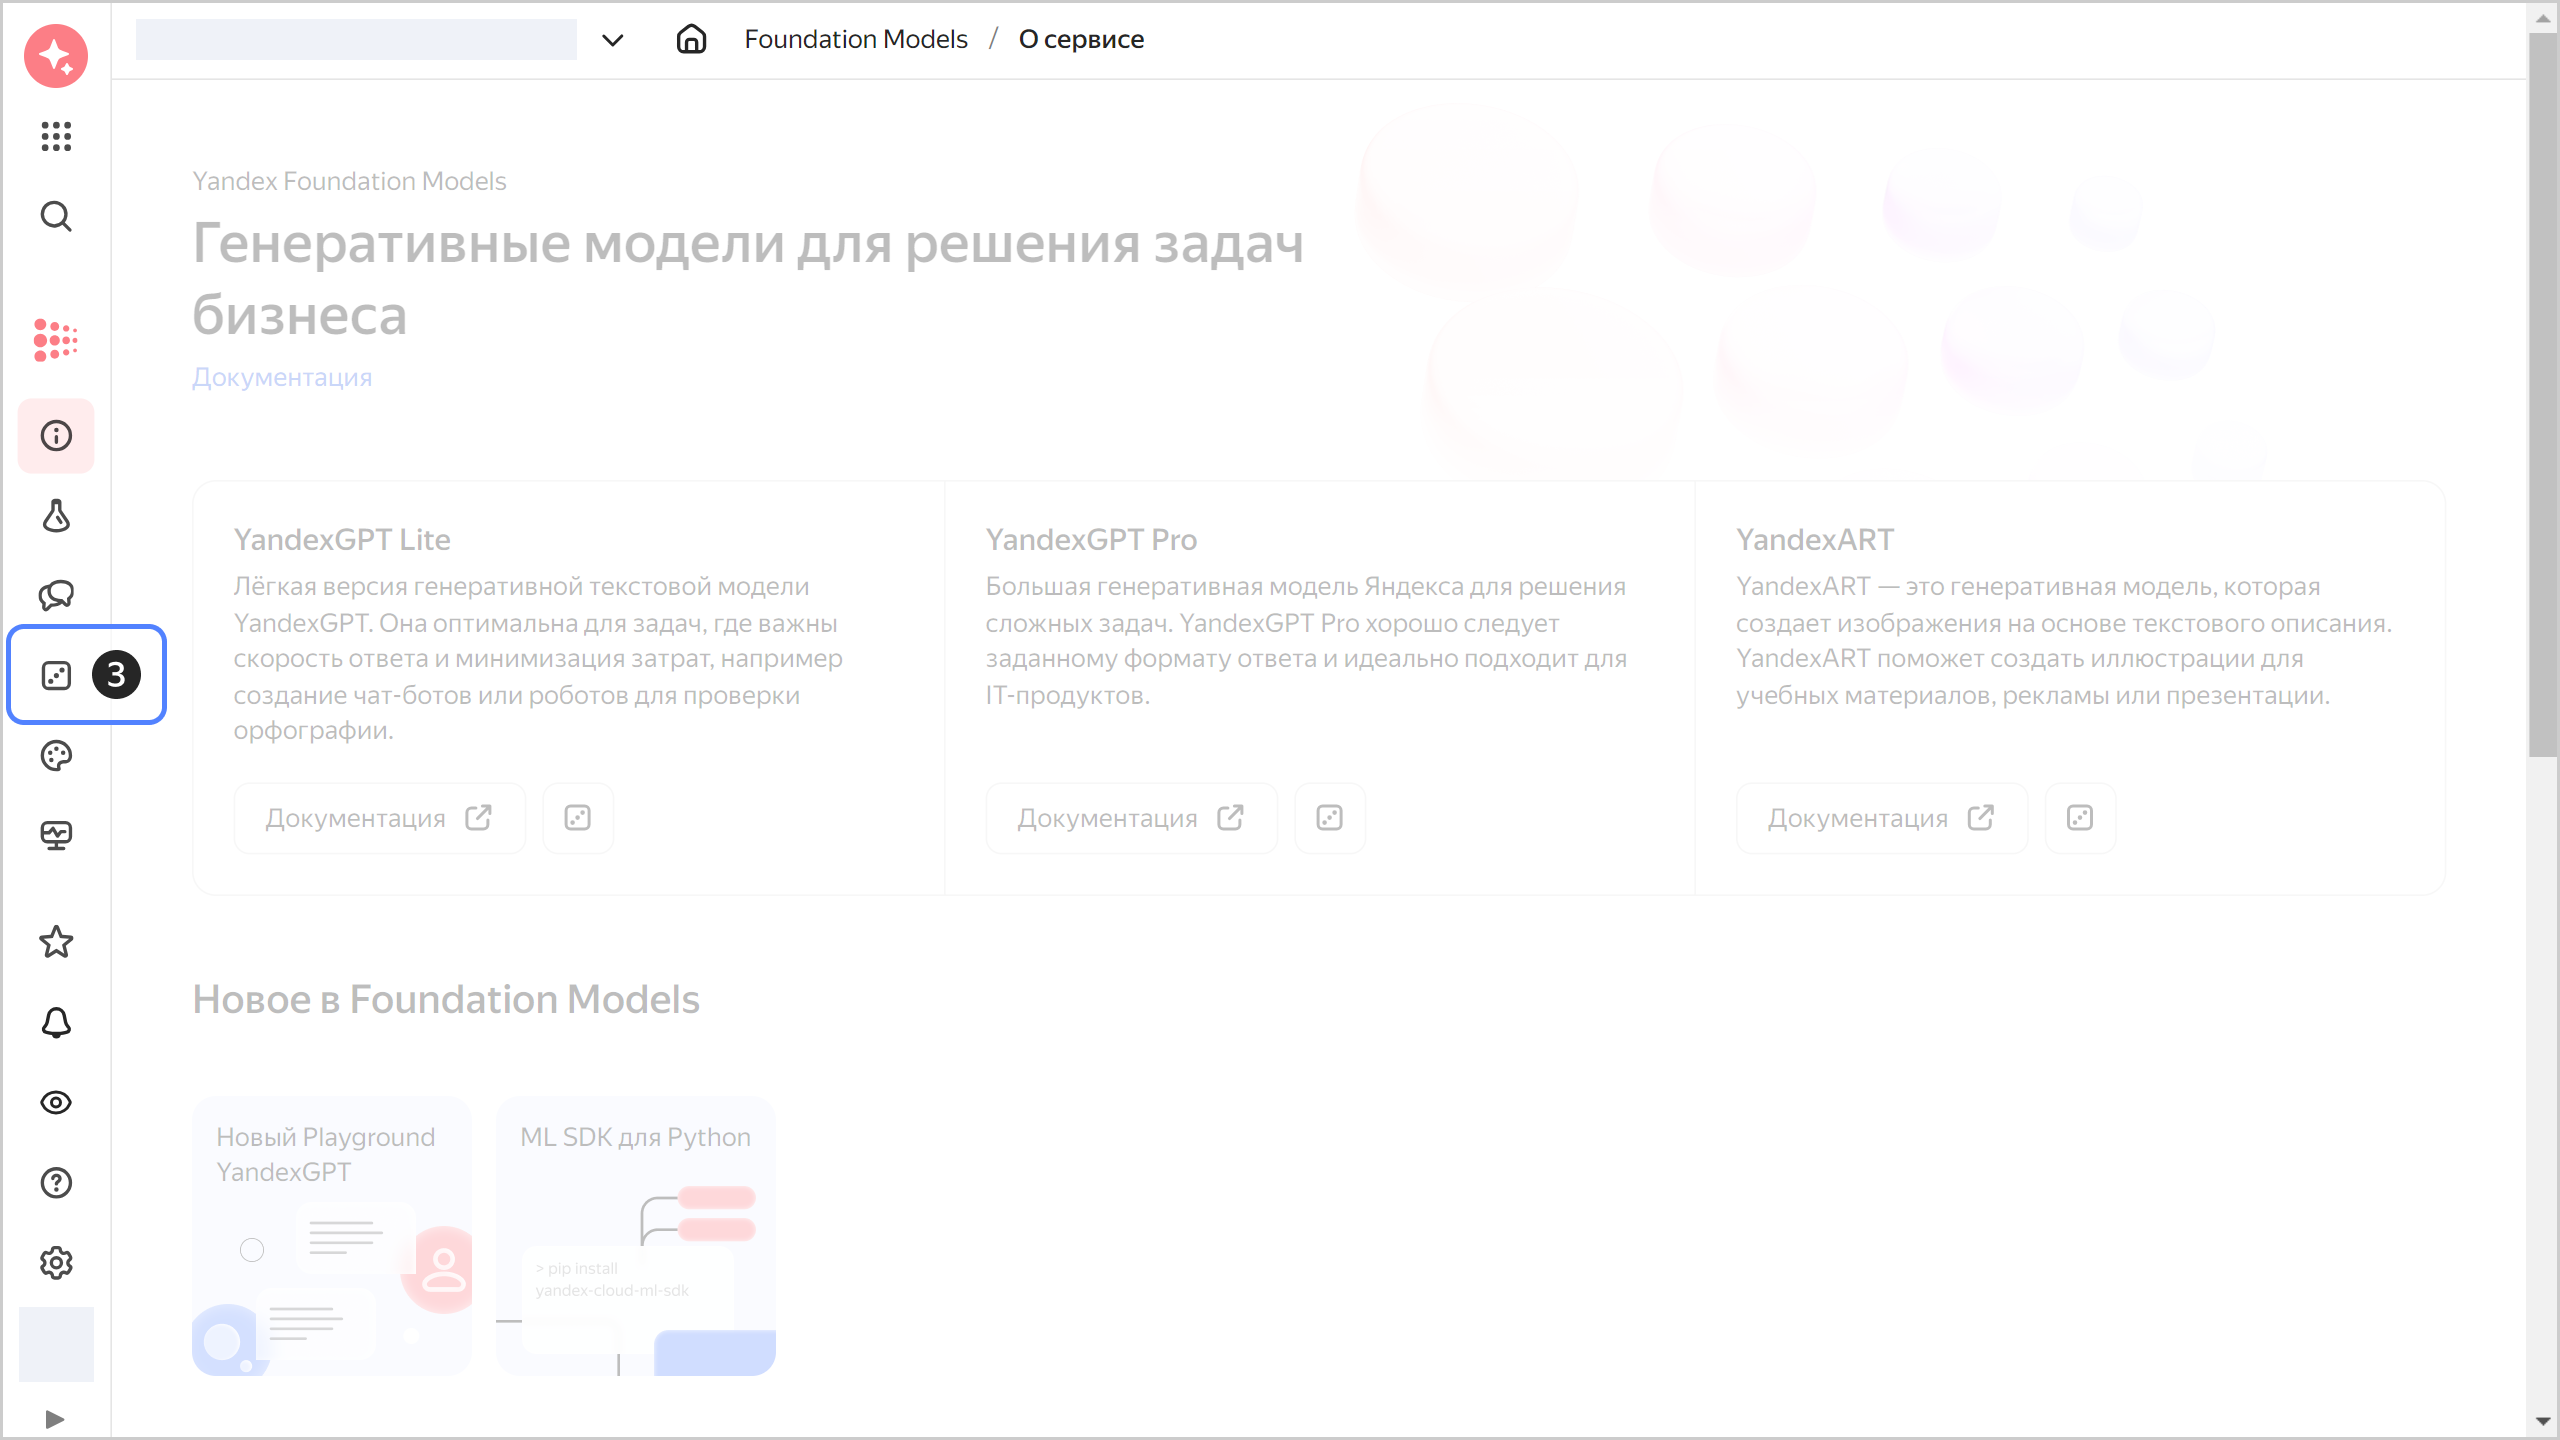 Foundation Models / О сервисе
Yandex Foundation Models
Генеративные модели для решения задач
бизнеса
Документация
3
YandexGPT Lite
Лёгкая версия генеративной текстовой модели
YandexGPT. Она оптимальна для задач, где важны
скорость ответа и минимизация затрат, например
создание чат-ботов или роботов для проверки
орфографии.
Документация
YandexGPT Pro
Большая генеративная модель Яндекса для решения
сложных задач. YandexGPT Pro хорошо следует
заданному формату ответа и идеально подходит для
IT-продуктов.
Документация
YandexART
YandexART — это генеративная модель, которая
создает изображения на основе текстового описания.
YandexART поможет создать иллюстрации для
учебных материалов, рекламы или презентации.
Документация
Новое в Foundation Models
Новый Playground
YandexGPT
ML SDK для Python
> pip install
yandex-cloud-ml-sdk